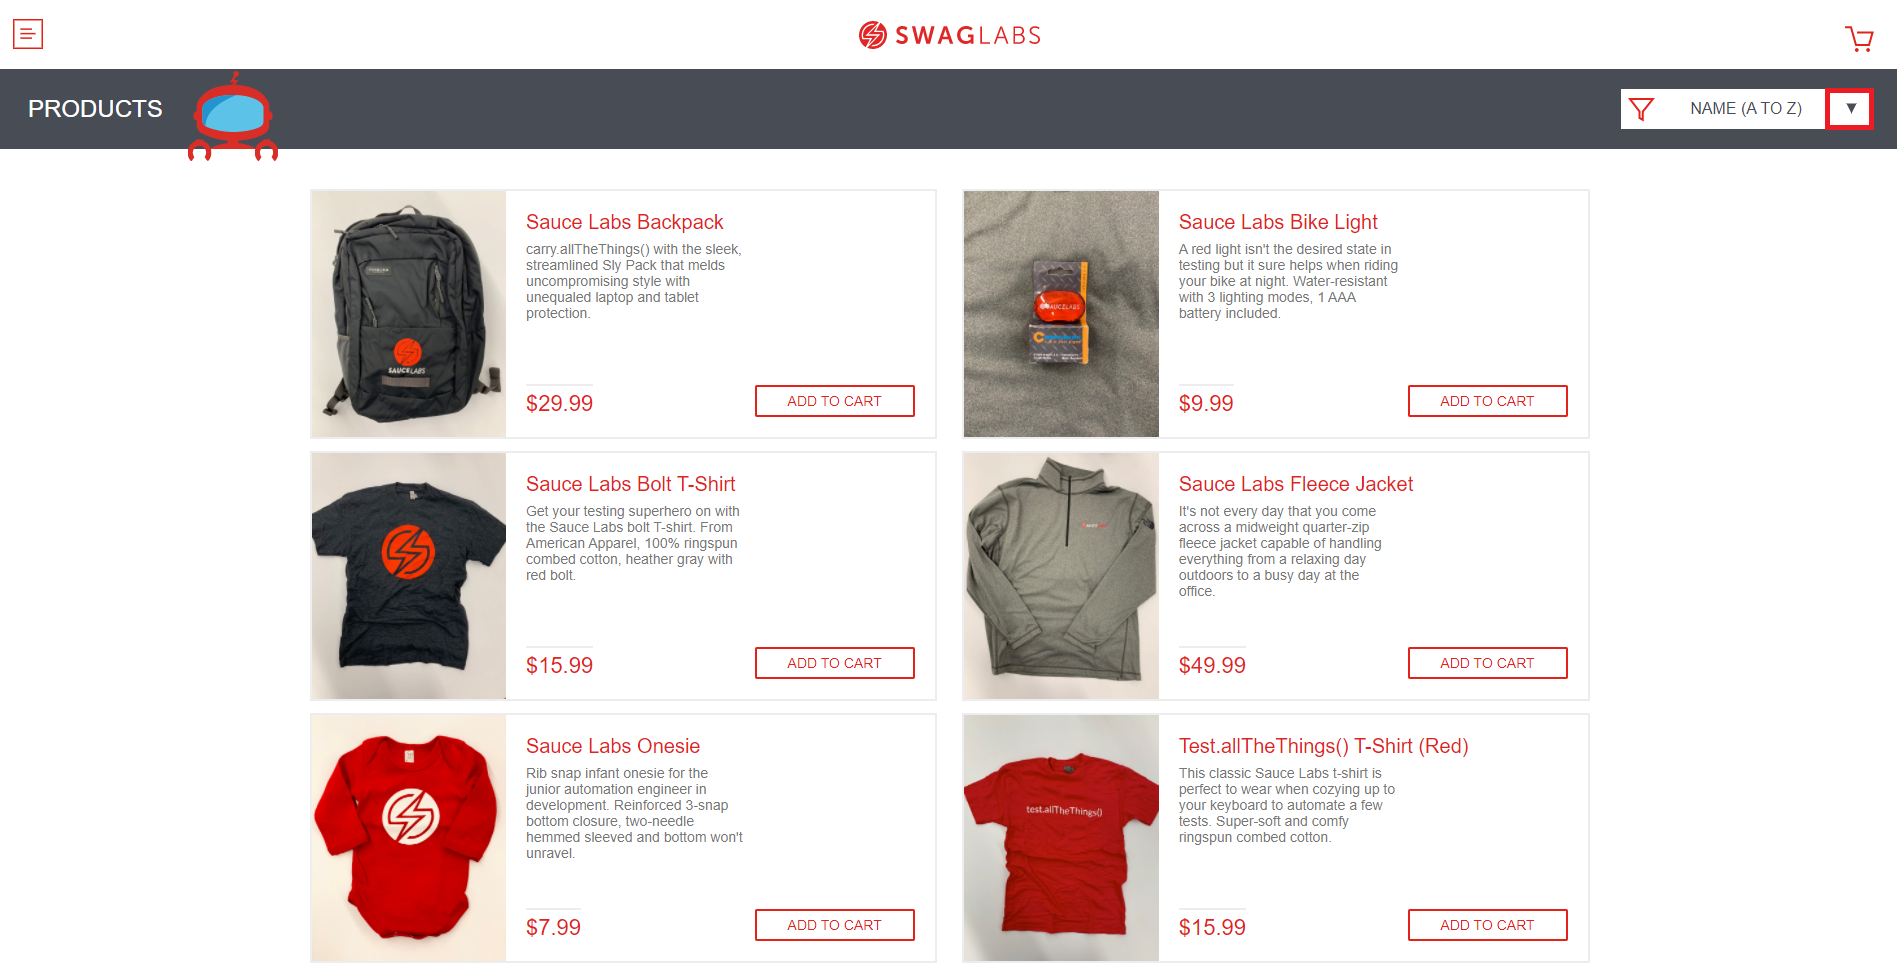 SWAGLABS
PRODUCTS
NAME (A TO Z)
Sauce Labs Backpack
carry.allTheThings() with the sleek,
streamlined Sly Pack that melds
uncompromising style with
unequaled laptop and tablet
protection.
SAUCELABS
$29.99
ADD TO CART
Sauce Labs Bike Light
A red light isn't the desired state in
testing but it sure helps when riding
your bike at night. Water-resistant
with 3 lighting modes, 1 AAA
battery included.
SAUCELABS
$9.99
ADD TO CART
Sauce Labs Bolt T-Shirt
Get your testing superhero on with
the Sauce Labs bolt T-shirt. From
American Apparel, 100% ringspun
combed cotton, heather gray with
red bolt.
$15.99
ADD TO CART
Sauce Labs Fleece Jacket
It's not every day that you come
across a midweight quarter-zip
fleece jacket capable of handling
everything from a relaxing day
outdoors to a busy day at the
office.
$49.99
ADD TO CART
Sauce Labs Onesie
Rib snap infant onesie for the
junior automation engineer in
development. Reinforced 3-snap
bottom closure, two-needle
hemmed sleeved and bottom won't
unravel.
$7.99
ADD TO CART
Test.allTheThings() T-Shirt (Red)
This classic Sauce Labs t-shirt is
perfect to wear when cozying up to
your keyboard to automate a few
tests. Super-soft and comfy
ringspun combed cotton.
test.allTheThings()
$15.99
ADD TO CART